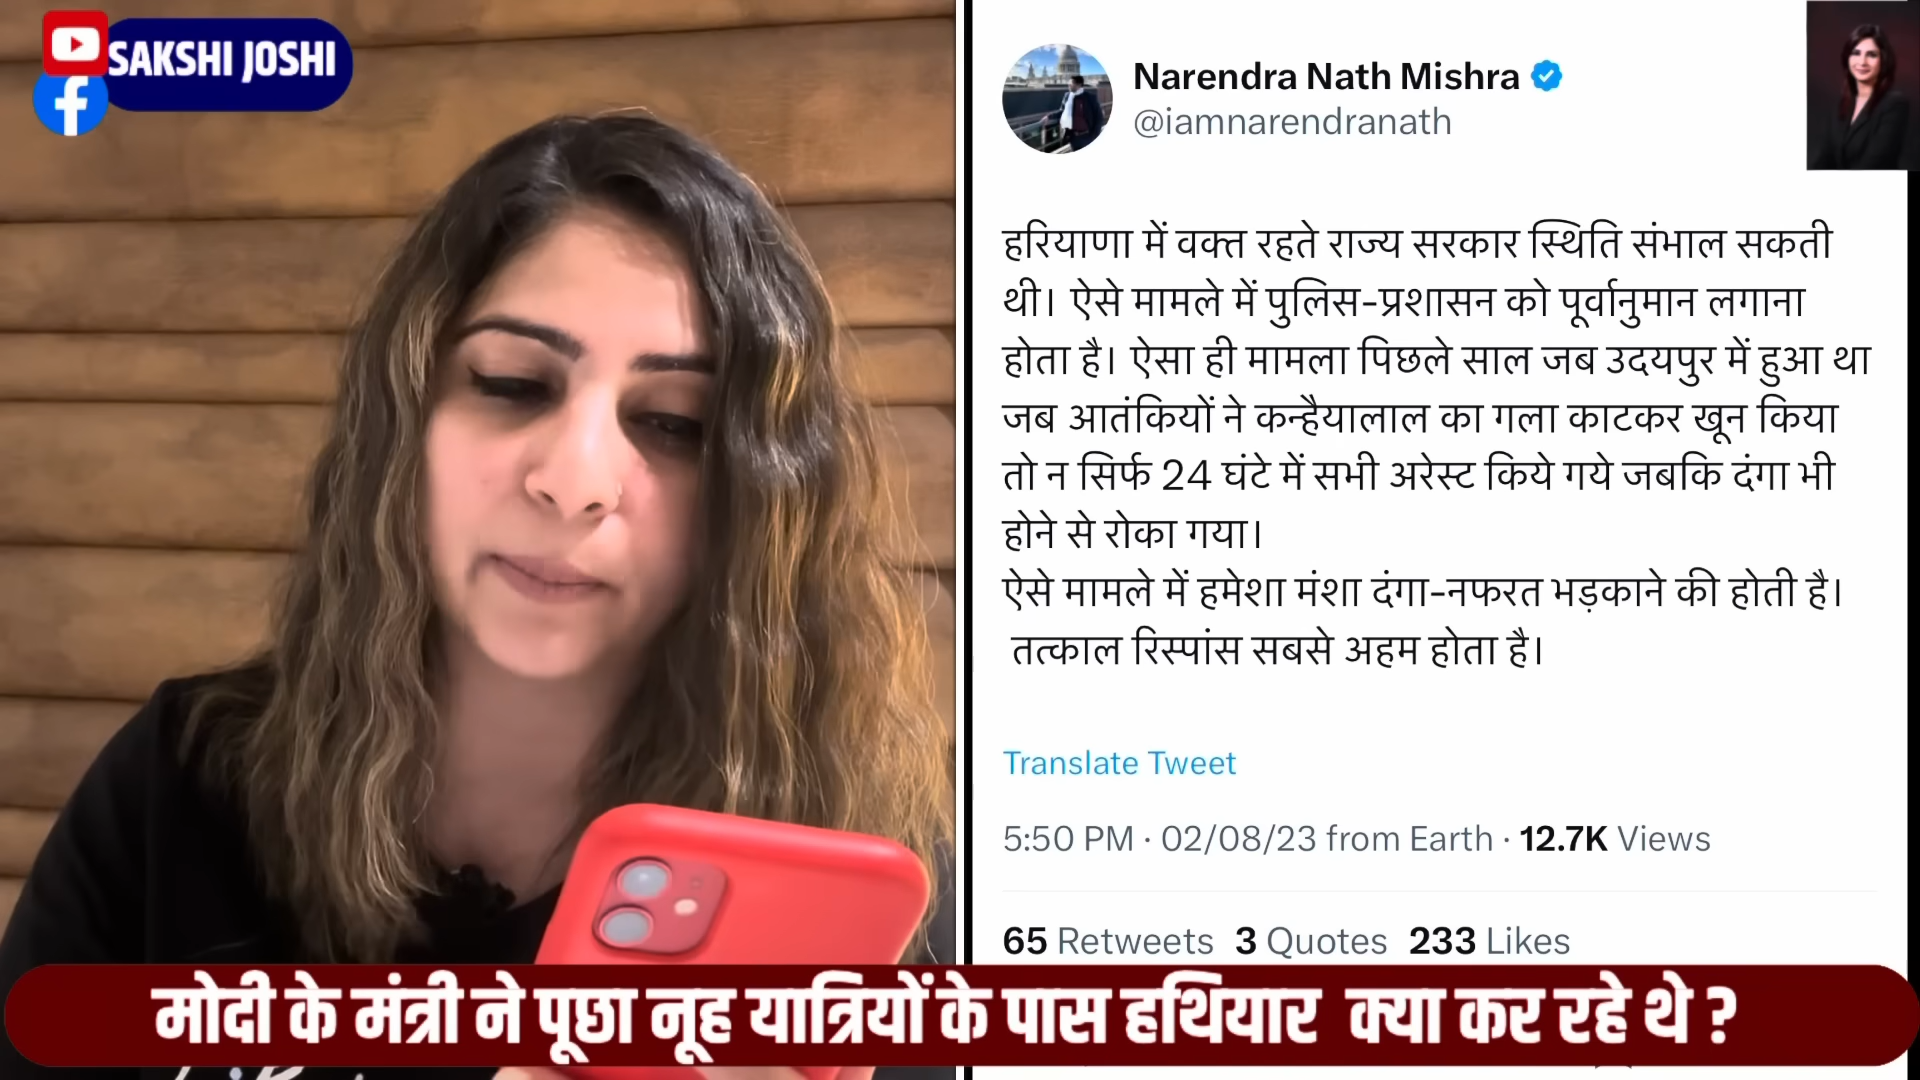 SAKSHI JOSHI
Narendra Nath Mishra
@iamnarendranath
हरियाणा में वक्त रहते राज्य सरकार स्थिति संभाल सकती
थी। ऐसे मामले में पुलिस-प्रशासन को पूर्वानुमान लगाना
होता है। ऐसा ही मामला पिछले साल जब उदयपुर में हुआ था
जब आतंकियों ने कन्हैयालाल का गला काटकर खून किया
तो न सिर्फ 24 घंटे में सभी अरेस्ट किये गये जबकि दंगा भी
होने से रोका गया।
ऐसे मामले में हमेशा मंशा दंगा-नफरत भड़काने की होती है।
तत्काल रिस्पांस सबसे अहम होता है।
Translate Tweet
5:50 PM · 02/08/23 from Earth · 12.7K Views
65 Retweets 3 Quotes 233 Likes
मोदी के मंत्री ने पूछा नूह यात्रियों के पास हथियार क्या कर रहे थे ?